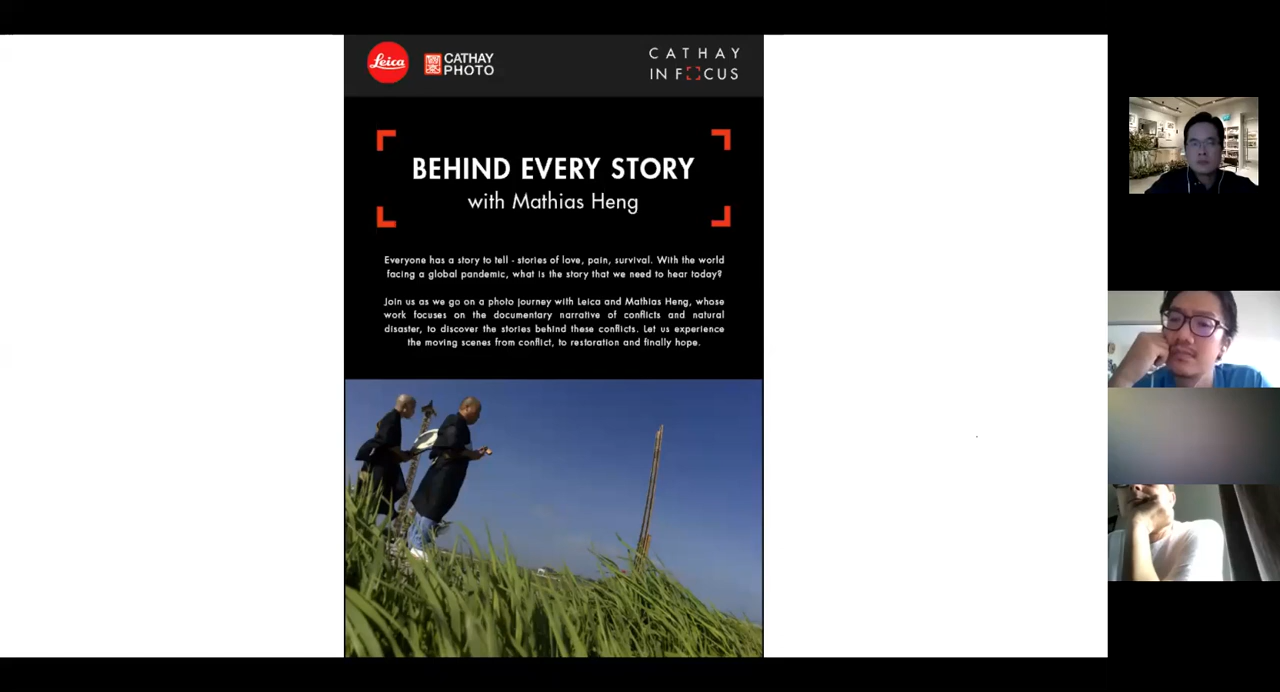 Leica
CATHAY
PHOTO
CATHAY
IN FOCUS
BEHIND EVERY STORY
with Mathias Heng
Everyone has a story to tell - stories of love, pain, survival. With the world
facing a global pandemic, what is the story that we need to hear today?
Join us as we go on a photo journey with Leica and Mathias Heng, whose
work focuses on the documentary narrative of conflicts and natural
disaster, to discover the stories behind these conflicts. Let us experience
the moving scenes from conflict, to restoration and finally hope.